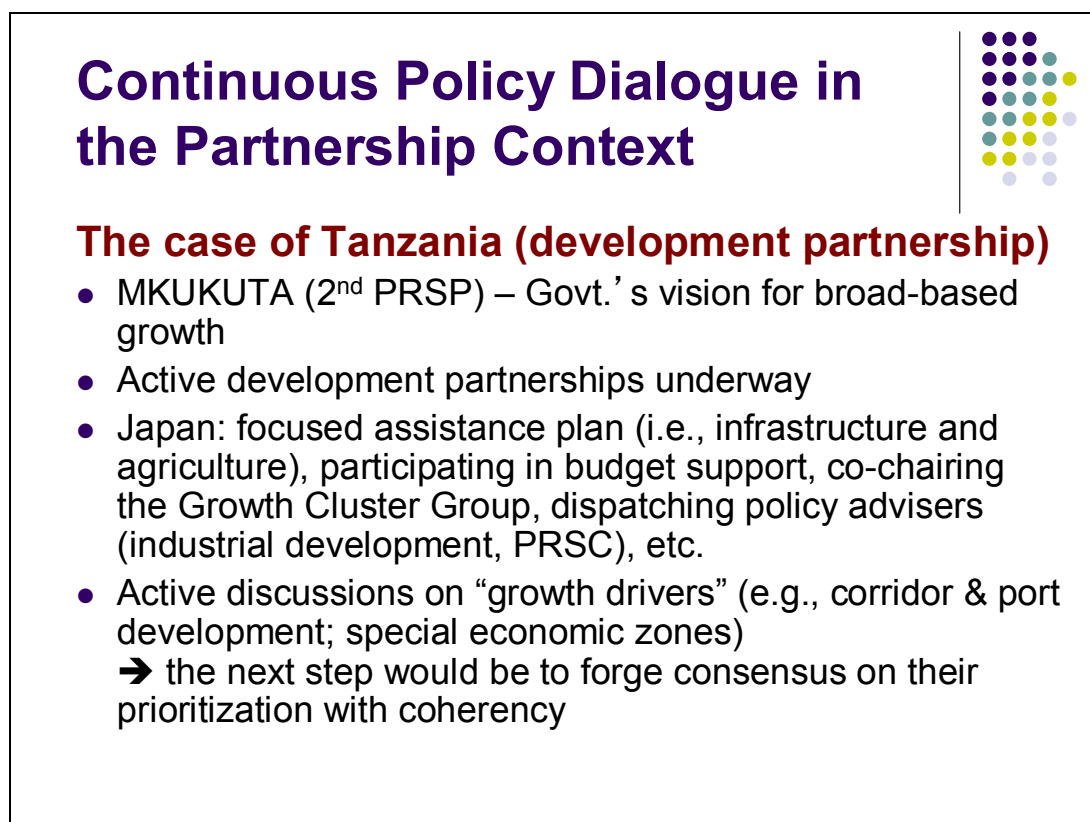 Continuous Policy Dialogue in
the Partnership Context
The case of Tanzania (development partnership)
● MKUKUTA (2nd PRSP) – Govt.’s vision for broad-based
growth
● Active development partnerships underway
● Japan: focused assistance plan (i.e., infrastructure and
agriculture), participating in budget support, co-chairing
the Growth Cluster Group, dispatching policy advisers
(industrial development, PRSC), etc.
● Active discussions on “growth drivers” (e.g., corridor & port
development; special economic zones)
➔ the next step would be to forge consensus on their
prioritization with coherency